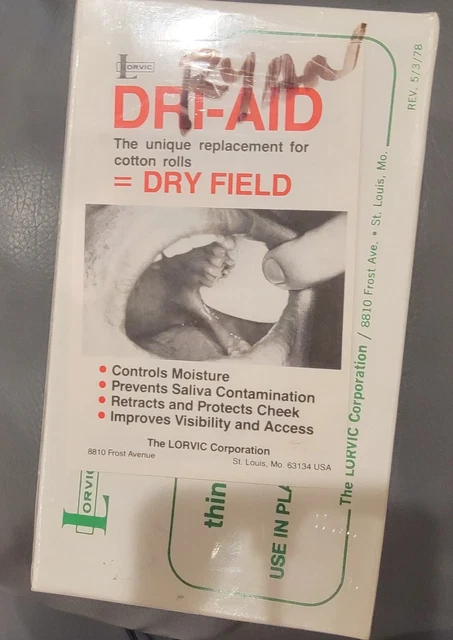 LORVIC
Ryan
DRI-AID
The unique replacement for
cotton rolls
= DRY FIELD
• Controls Moisture
• Prevents Saliva Contamination
• Retracts and Protects Cheek
• Improves Visibility and Access
The LORVIC Corporation
8810 Frost Avenue
St. Louis, Mo. 63134 USA
LORVIC
thin
USE IN PLA
The LORVIC Corporation / 8810 Frost Ave. • St. Louis, Mo.
REV. 5/3/78